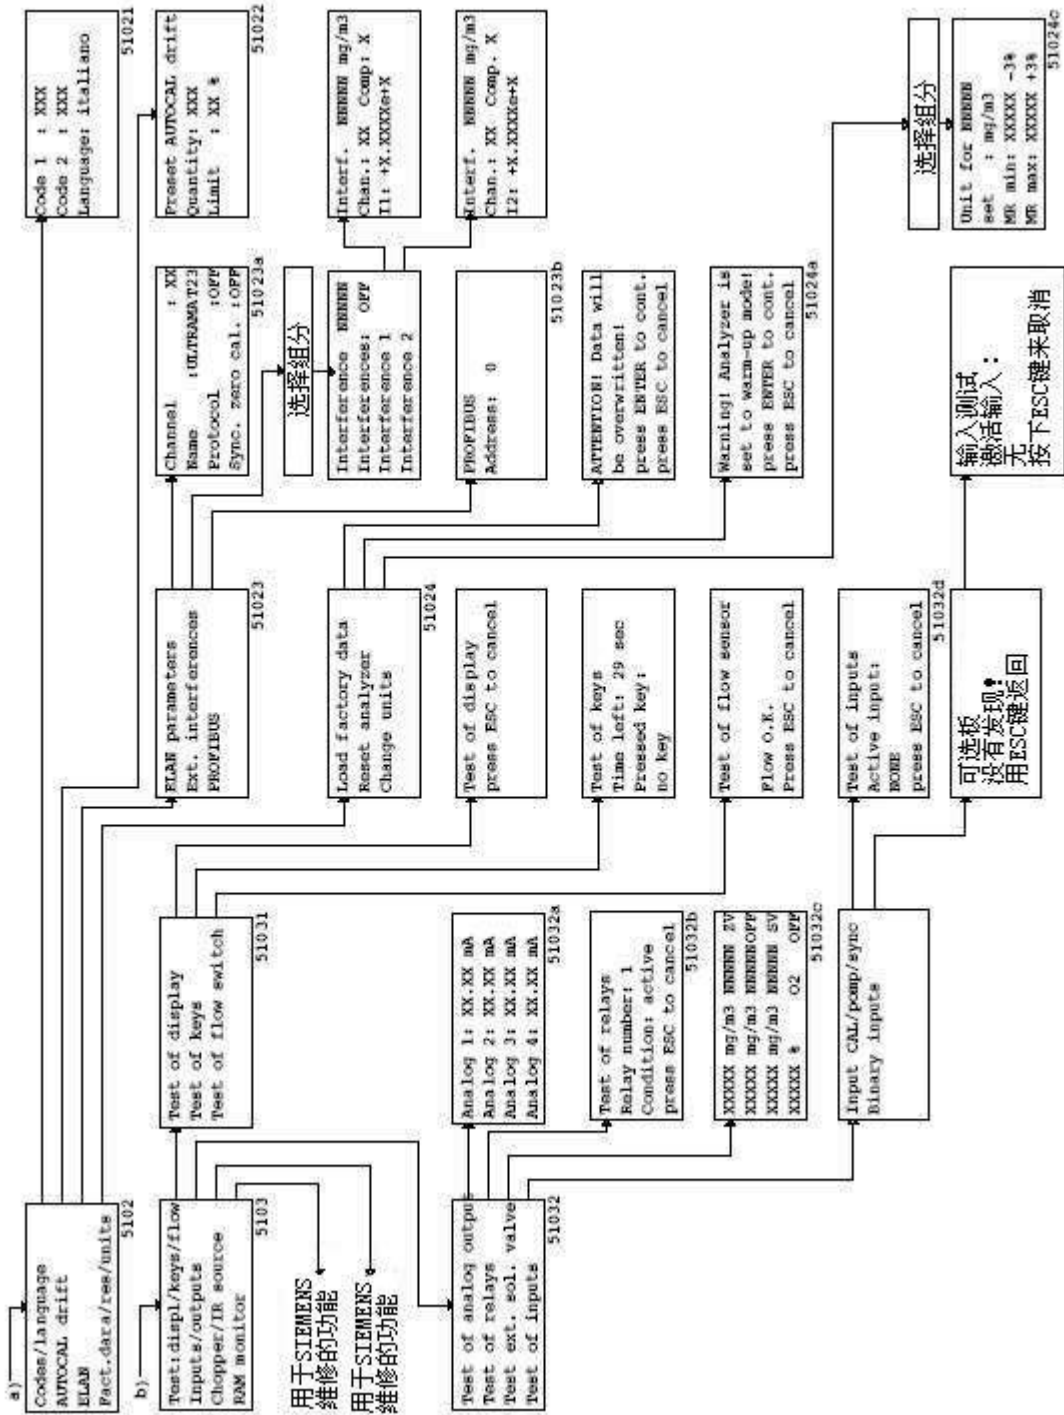 a)
Codes/language
AUTOCAL drift
ELAN
Fact.dara/res/units
5102
Code 1 : XXX
Code 2 : XXX
Language: italiano
51021
Preset AUTOCAL drift
Quantity: XXX
Limit : XX %
51022
ELAN parameters
Ext. interferences
PROFIBUS
51023
Channel : XX
Name :ULTRAMAT23
Protocol :OFF
Sync. zero cal. :OFF
51023a
选择组分
Interference NNNNN
Interferences: OFF
Interference 1
Interference 2
Interf. NNNNN mg/m3
Chan.: XX Comp: X
I1: +X.XXXXe+X
Interf. NNNNN mg/m3
Chan.: XX Comp. X
I2: +X.XXXXe+X
PROFIBUS
Address: 0
51023b
Load factory data
Reset analyzer
Change units
51024
ATTENTION! Data will
be overwritten!
press ENTER to cont.
press ESC to cancel
Warning! Analyzer is
set to warm-up mode!
press ENTER to cont.
press ESC to cancel
51024a
选择组分
Unit for NNNNN
set : mg/m3
MR min: XXXXX -3%
MR max: XXXXX +3%
51024c
b)
Test:displ/keys/flow
Inputs/outputs
Chopper/IR source
RAM monitor
5103
用于SIEMENS
维修的功能
用于SIEMENS
维修的功能
Test of display
Test of keys
Test of flow switch
51031
Test of display
press ESC to cancel
Test of keys
Time left: 29 sec
Pressed key:
no key
Test of flow sensor
Flow O.K.
Press ESC to cancel
Test of analog output
Test of relays
Test ext. sol. valve
Test of inputs
51032
Analog 1: XX.XX mA
Analog 2: XX.XX mA
Analog 3: XX.XX mA
Analog 4: XX.XX mA
51032a
Test of relays
Relay number: 1
Condition: active
press ESC to cancel
51032b
XXXXX mg/m3 NNNNN ZV
XXXXX mg/m3 NNNNNOFF
XXXXX mg/m3 NNNNN SV
XXXXX % O2 OFF
51032c
Input CAL/pomp/sync
Binary inputs
Test of inputs
Active input:
NONE
press ESC to cancel
51032d
可选板
没有发现!
用ESC键返回
输入测试
激活输入：
无
按下ESC键来取消